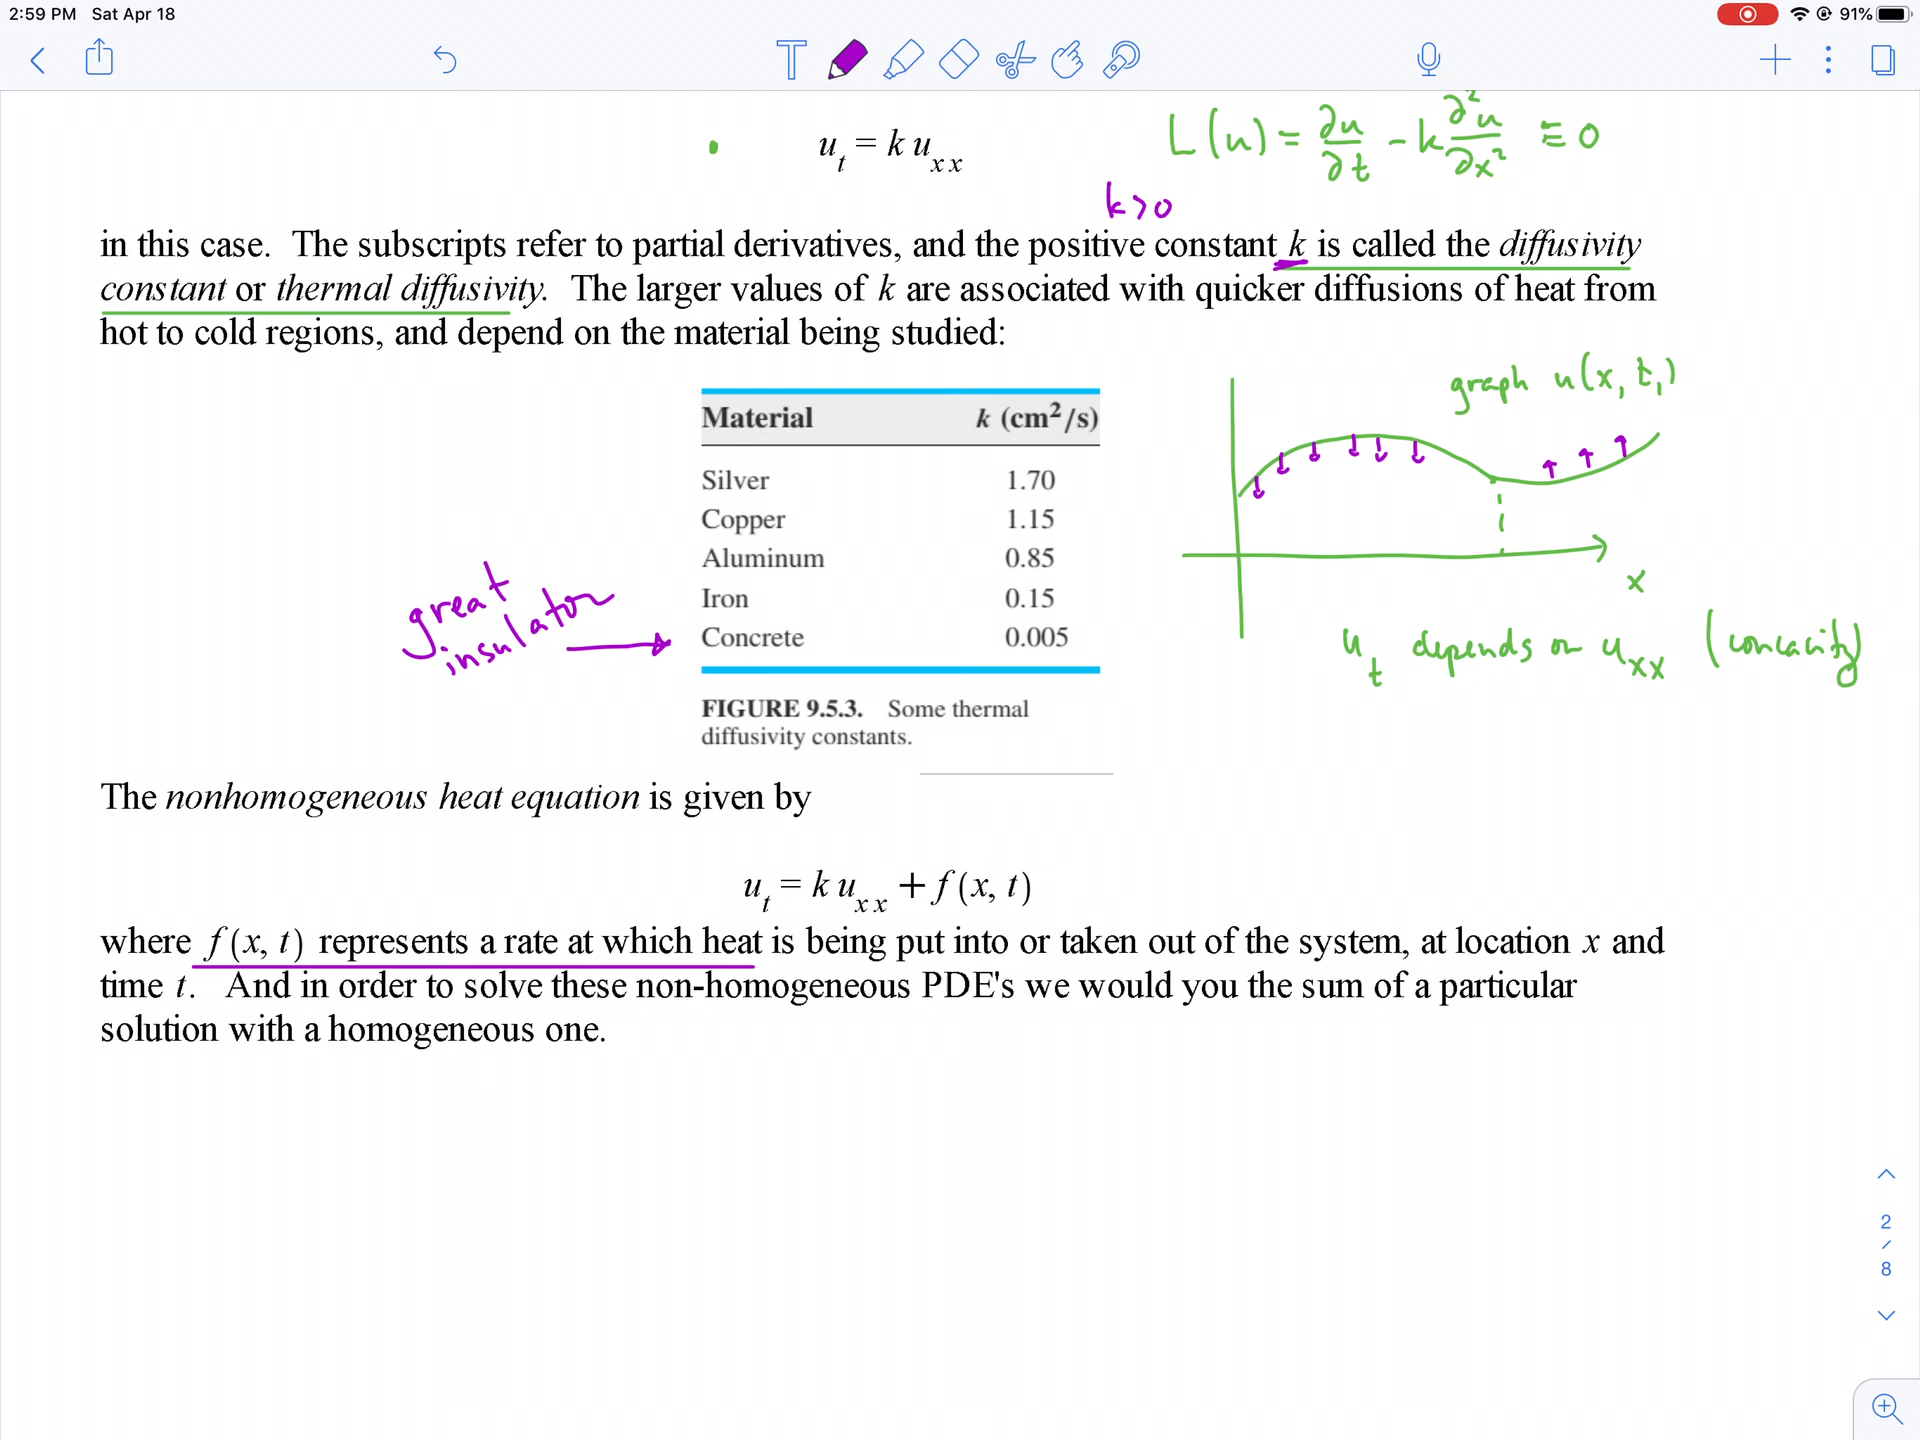 2:59 PM Sat Apr 18 91%
u_t = k u_xx
L(u) = ∂u/∂t - k ∂²u/∂x² ≡ 0
k>0
in this case. The subscripts refer to partial derivatives, and the positive constant k is called the diffusivity
constant or thermal diffusivity. The larger values of k are associated with quicker diffusions of heat from
hot to cold regions, and depend on the material being studied:
graph u(x, t₁)
Material k (cm²/s)
Silver 1.70
Copper 1.15
Aluminum 0.85
Iron 0.15
Concrete 0.005
great
insulator
x
u_t depends on u_xx (concavity)
FIGURE 9.5.3. Some thermal
diffusivity constants.
The nonhomogeneous heat equation is given by
u_t = k u_xx + f(x, t)
where f(x, t) represents a rate at which heat is being put into or taken out of the system, at location x and
time t. And in order to solve these non-homogeneous PDE's we would you the sum of a particular
solution with a homogeneous one.
2
/
8